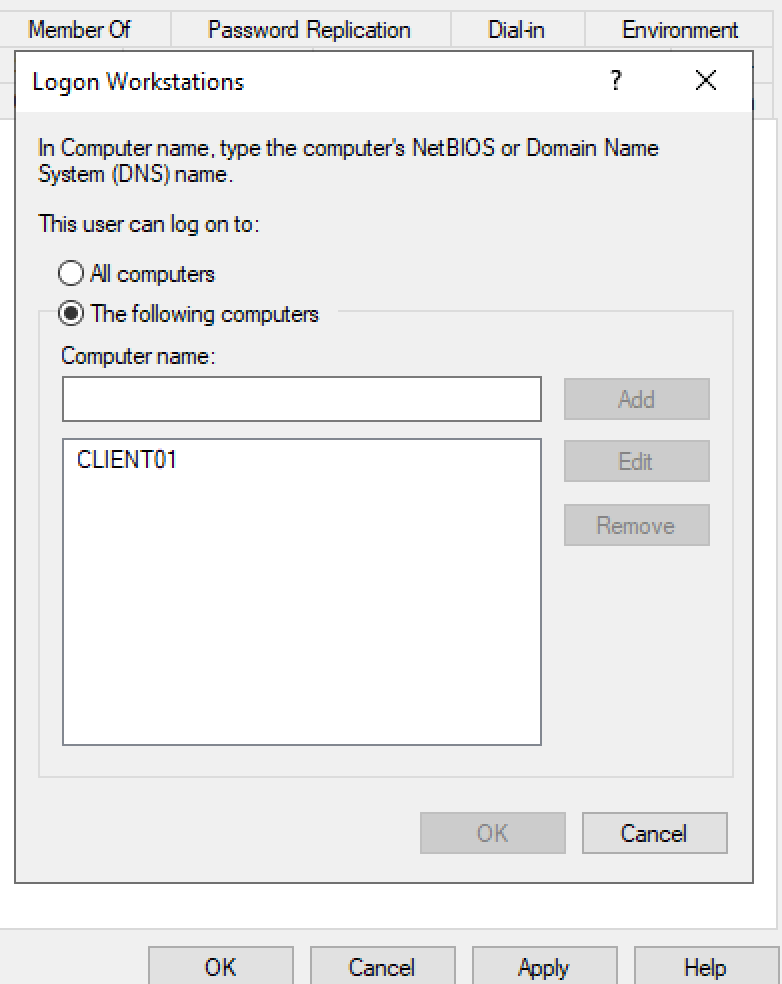 Member Of Password Replication Dial-in Environment
Logon Workstations ?
In Computer name, type the computer's NetBIOS or Domain Name
System (DNS) name.
This user can log on to:
All computers
The following computers
Computer name:
Add
CLIENT01
Edit
Remove
OK Cancel
OK Cancel Apply Help